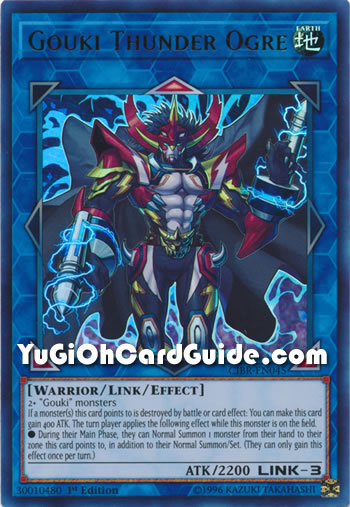 GOUKI THUNDER OGRE
EARTH
地
YuGiOhCardGuide.com
CIBR-EN045
[WARRIOR/LINK/EFFECT]
2+ "Gouki" monsters
If a monster(s) this card points to is destroyed by battle or card effect: You can make this card
gain 400 ATK. The turn player applies the following effect while this monster is on the field.
● During their Main Phase, they can Normal Summon 1 monster from their hand to their
zone this card points to, in addition to their Normal Summon/Set. (They can only gain this
effect once per turn.)
ATK/2200 LINK-3
30010480 1st Edition ©1996 KAZUKI TAKAHASHI